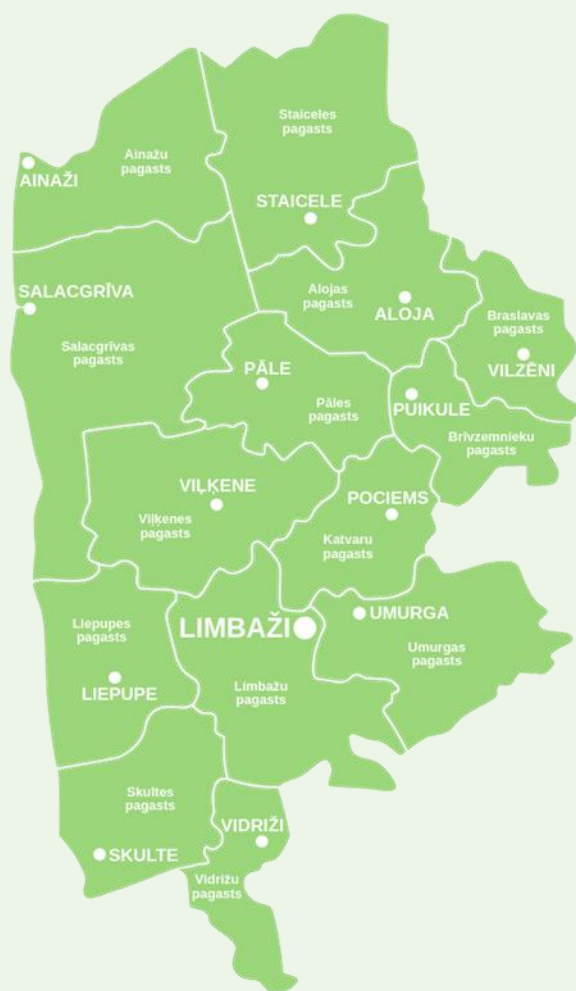 Staiceles
pagasts
Ainažu
pagasts
AINAŽI
STAICELE
SALACGRĪVA
Alojas
pagasts
ALOJA
Braslavas
pagasts
VILZĒNI
Salacgrīvas
pagasts
PĀLE
Pāles
pagasts
PUIKULE
Brīvzemnieku
pagasts
VIĻĶENE
Viļķenes
pagasts
POCIEMS
Katvaru
pagasts
LIMBAŽI
UMURGA
Umurgas
pagasts
Liepupes
pagasts
LIEPUPE
Limbažu
pagasts
Skultes
pagasts
SKULTE
VIDRIŽI
Vidrižu
pagasts